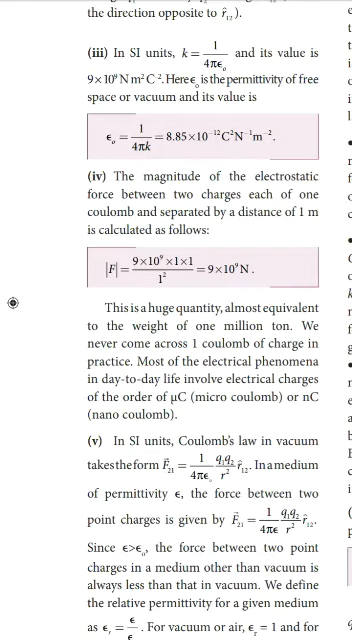 the direction opposite to r̂₁₂ ).
(iii) In SI units, k = 1/4πϵₒ and its value is
9×10⁹ N m² C⁻². Here ϵₒ is the permittivity of free
space or vacuum and its value is
ϵₒ = 1/4πk = 8.85×10⁻¹² C² N⁻¹ m⁻².
(iv) The magnitude of the electrostatic
force between two charges each of one
coulomb and separated by a distance of 1 m
is calculated as follows:
|F| = 9×10⁹×1×1/1² = 9×10⁹ N .
This is a huge quantity, almost equivalent
to the weight of one million ton. We
never come across 1 coulomb of charge in
practice. Most of the electrical phenomena
in day-to-day life involve electrical charges
of the order of μC (micro coulomb) or nC
(nano coulomb).
(v) In SI units, Coulomb's law in vacuum
takes the form F⃗₂₁ = 1/4πϵₒ q₁q₂/r² r̂₁₂. In a medium
of permittivity ϵ, the force between two
point charges is given by F⃗₂₁ = 1/4πϵ q₁q₂/r² r̂₁₂.
Since ϵ>ϵₒ, the force between two point
charges in a medium other than vacuum is
always less than that in vacuum. We define
the relative permittivity for a given medium
as ϵᵣ = ϵ/ϵ . For vacuum or air, ϵᵣ = 1 and for